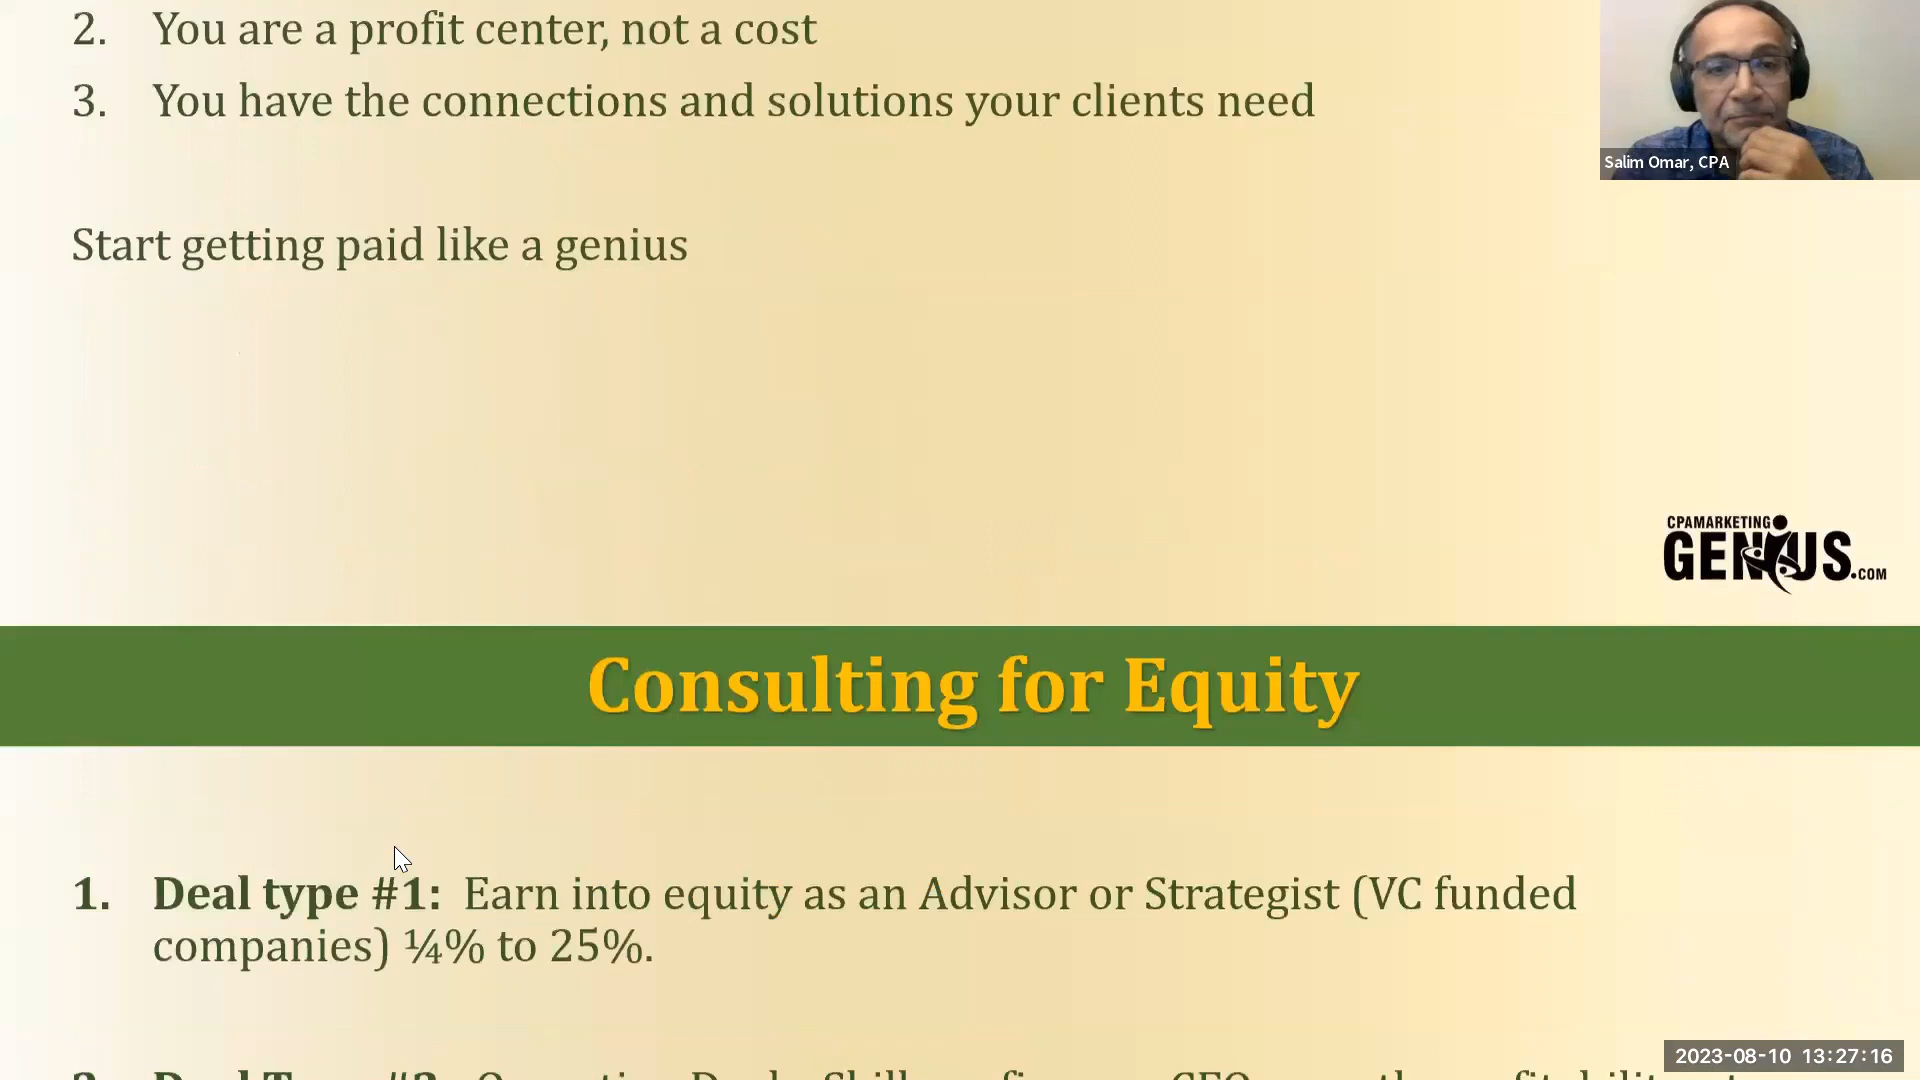 2. You are a profit center, not a cost
3. You have the connections and solutions your clients need
Salim Omar, CPA
Start getting paid like a genius
CPAMARKETING
GENIUS.COM
Consulting for Equity
1. Deal type #1: Earn into equity as an Advisor or Strategist (VC funded
companies) ¼% to 25%.
2023-08-10 13:27:16